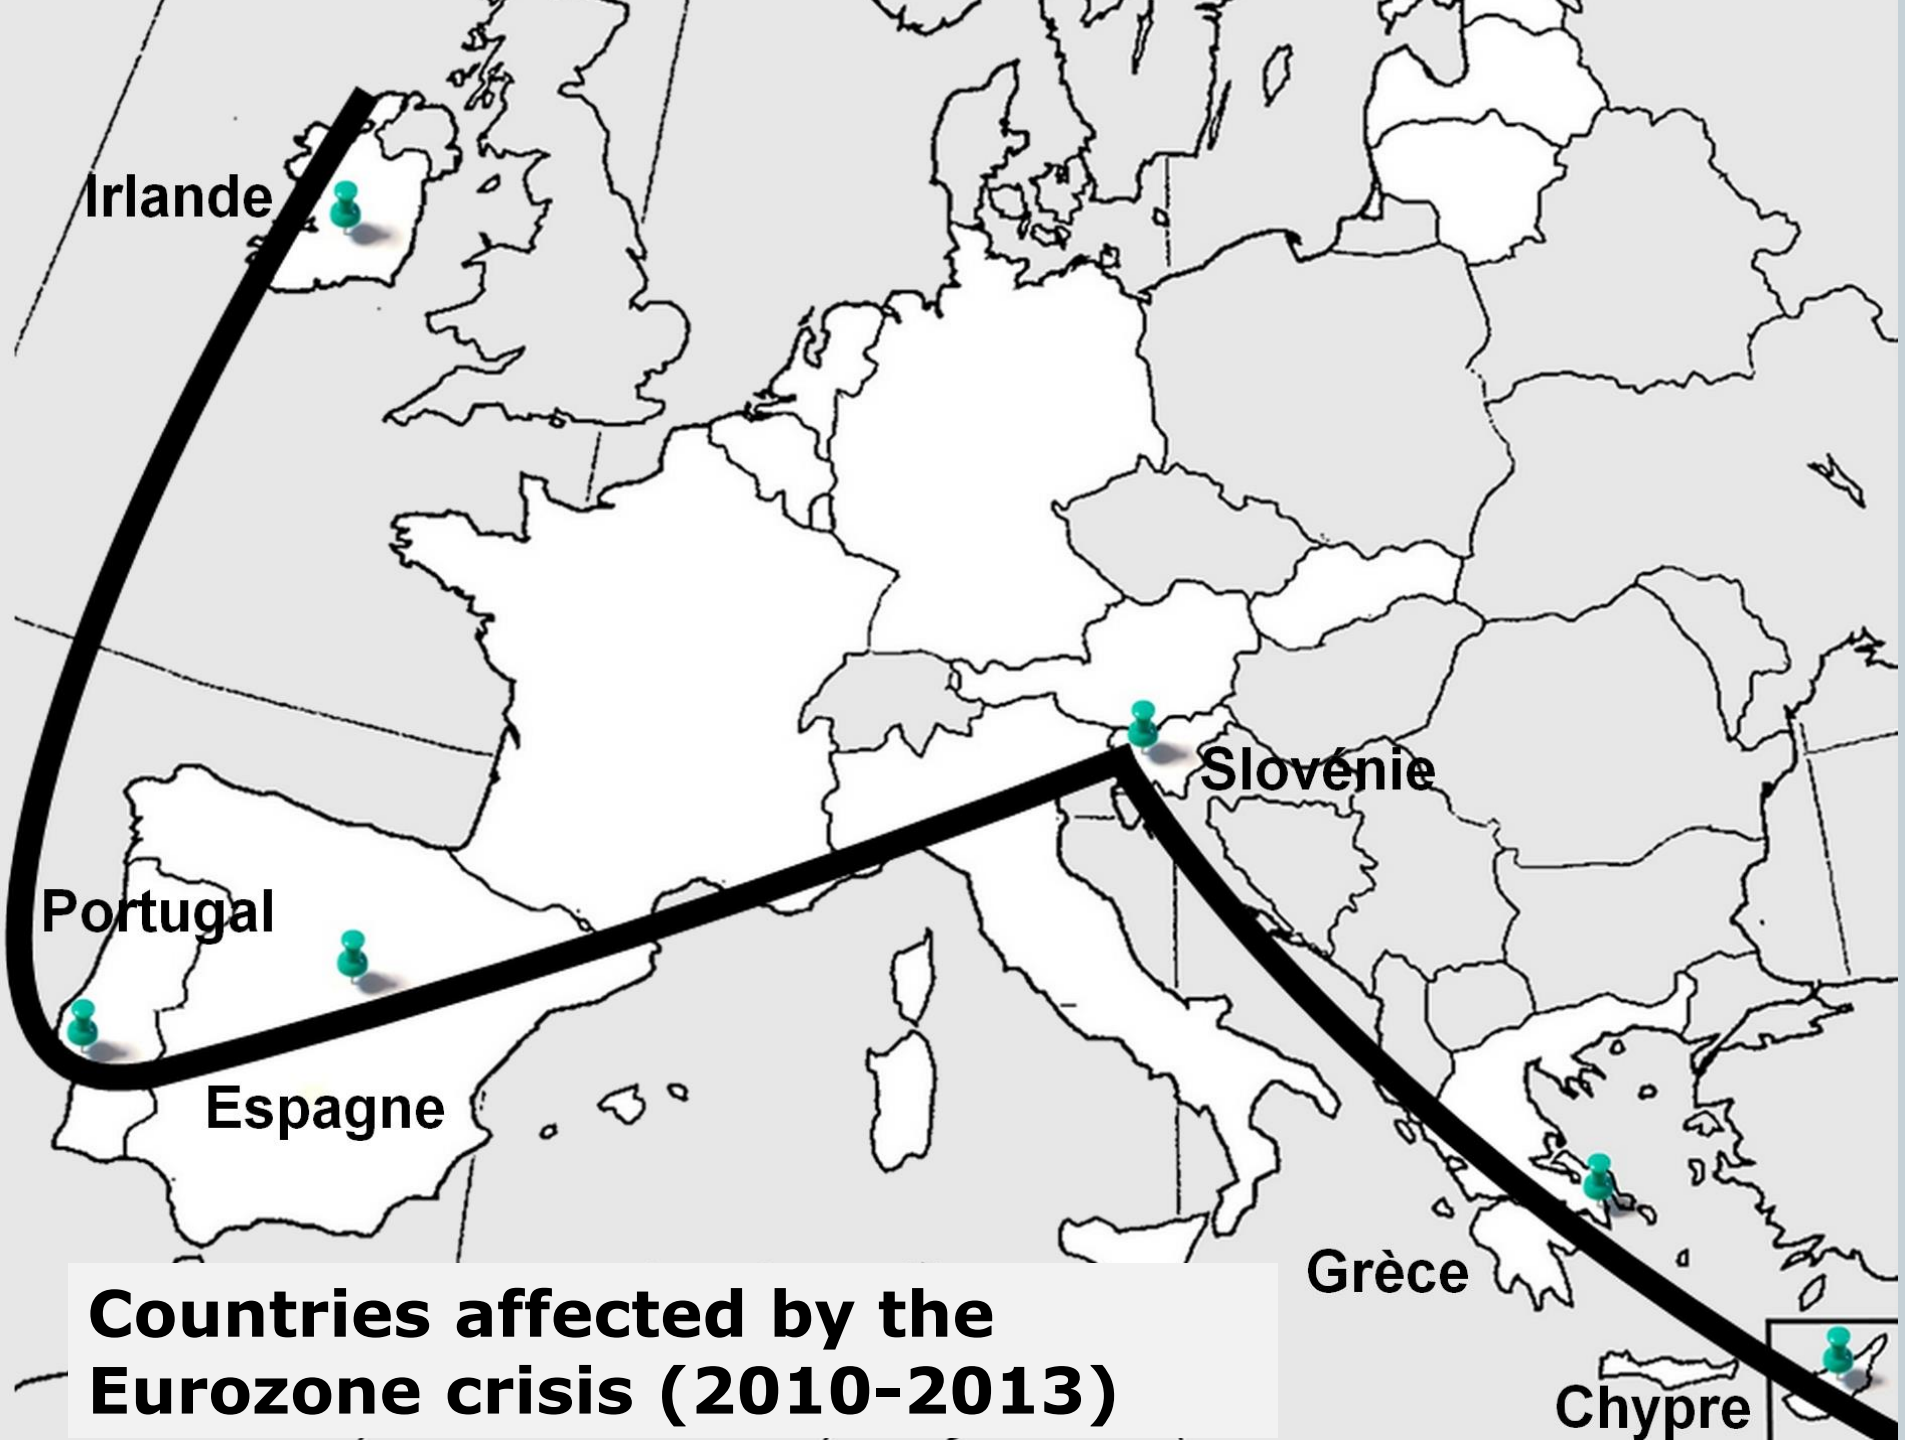 Irlande
Slovénie
Portugal
Espagne
Grèce
Chypre
Countries affected by the
Eurozone crisis (2010-2013)